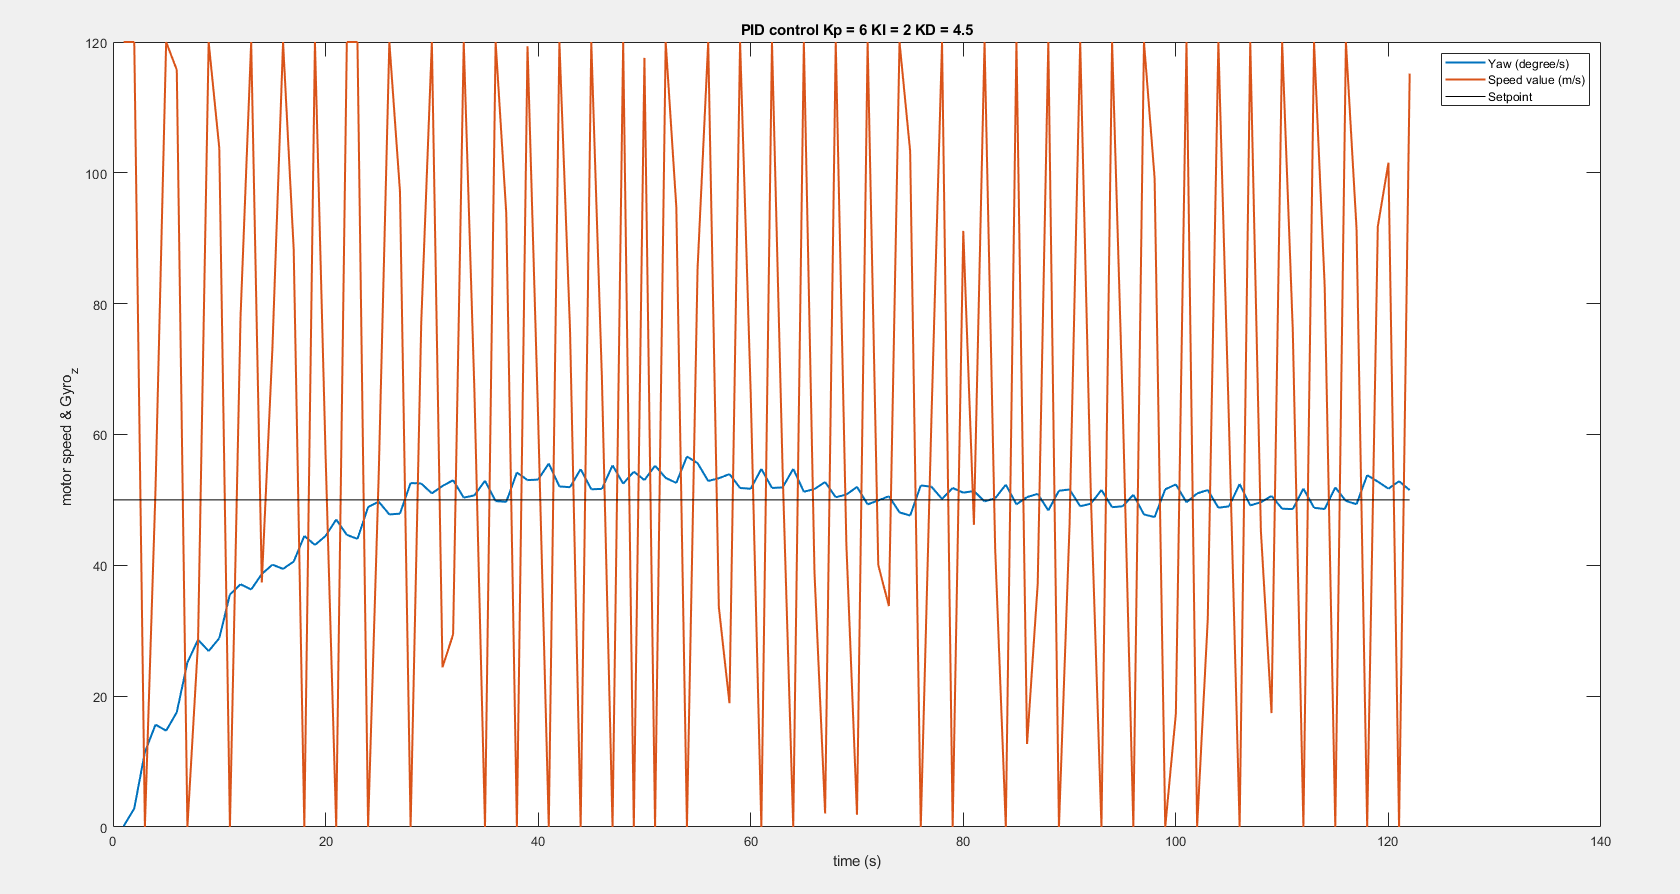 PID control Kp = 6 KI = 2 KD = 4.5
120
100
80
60
40
20
0
motor speed & Gyro_z
0 20 40 60 80 100 120 140
time (s)
Yaw (degree/s)
Speed value (m/s)
Setpoint